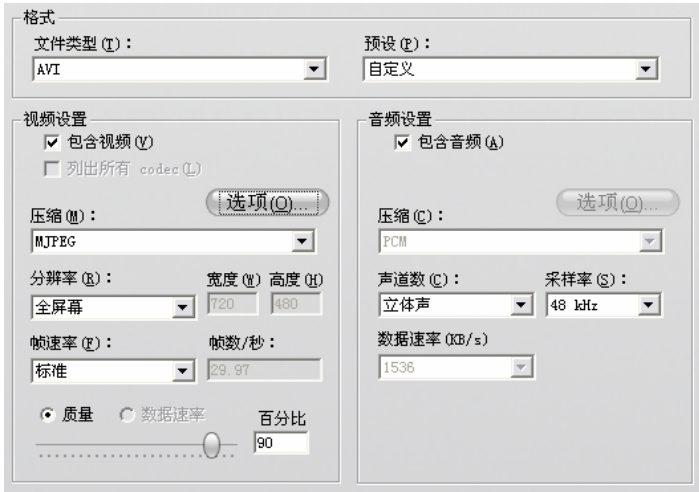 格式
文件类型(T)：
预设(P)：
AVI
自定义
视频设置
包含视频(V)
列出所有 codec(L)
选项(O)...
压缩(M)：
MJPEG
分辨率(R)：
宽度(W)
高度(H)
全屏幕
720
480
帧速率(F)：
帧数/秒：
标准
29.97
质量
数据速率
百分比
90
音频设置
包含音频(A)
选项(O)...
压缩(C)：
PCM
声道数(C)：
采样率(S)：
立体声
48 kHz
数据速率(KB/s)
1536